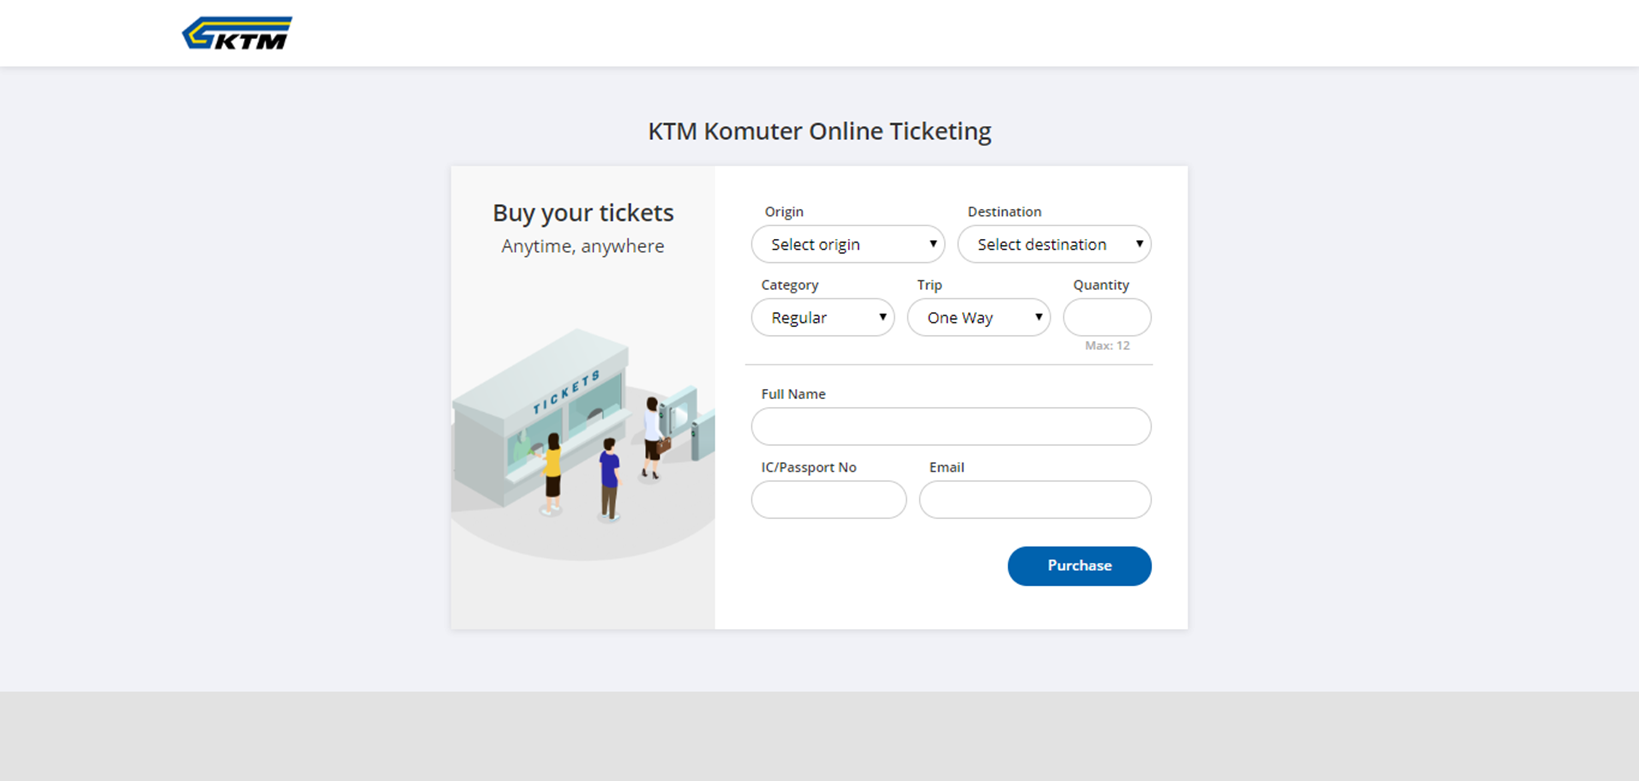 KTM
KTM Komuter Online Ticketing
Buy your tickets
Anytime, anywhere
TICKETS
Origin Destination
Select origin Select destination
Category Trip Quantity
Regular One Way
Max: 12
Full Name
IC/Passport No Email
Purchase